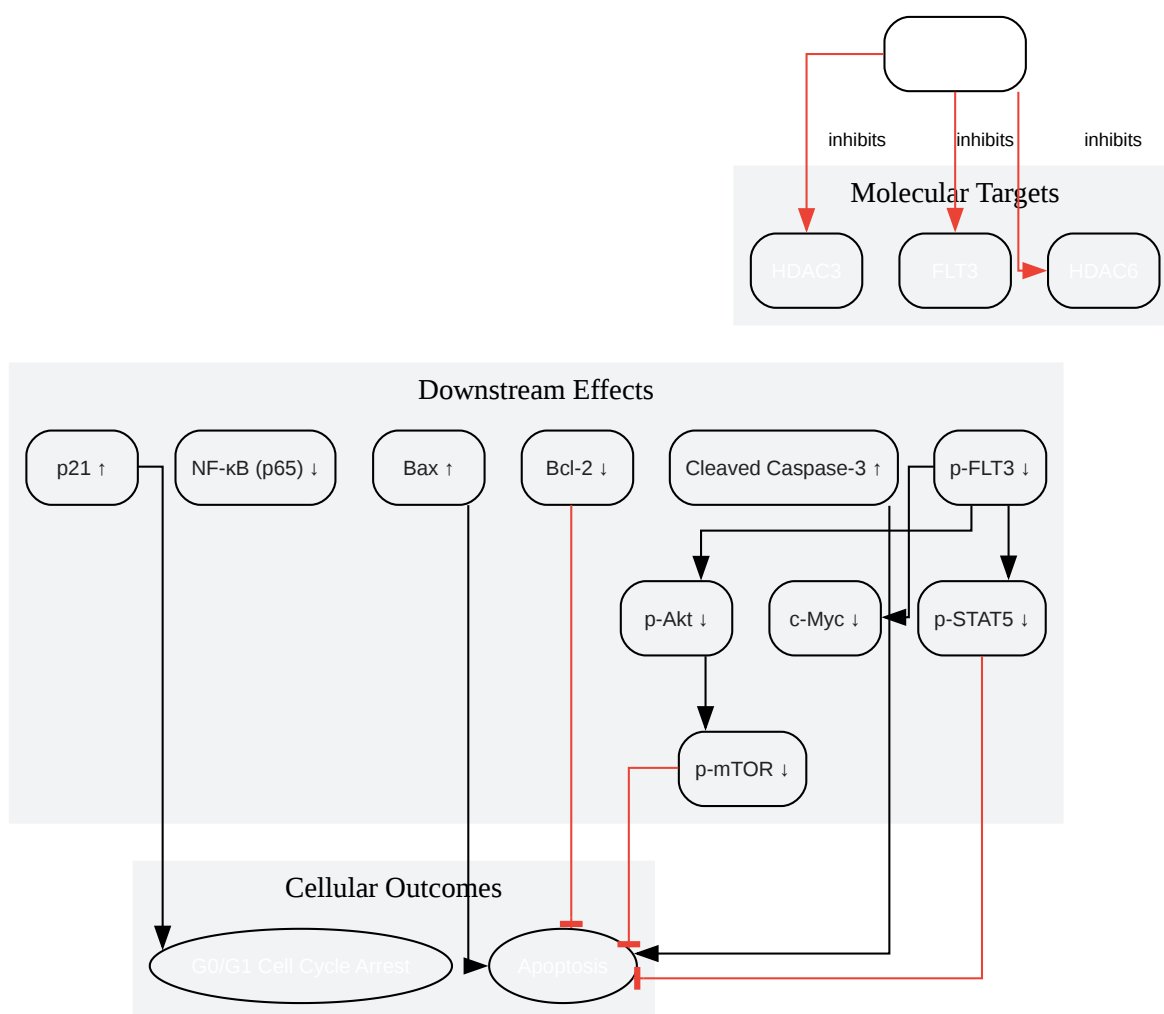 inhibits
inhibits
inhibits
Molecular Targets
HDAC3
FLT3
HDAC6
Downstream Effects
p21 ↑
NF-κB (p65) ↓
Bax ↑
Bcl-2 ↓
Cleaved Caspase-3 ↑
p-FLT3 ↓
p-Akt ↓
c-Myc ↓
p-STAT5 ↓
p-mTOR ↓
Cellular Outcomes
G0/G1 Cell Cycle Arrest
Apoptosis